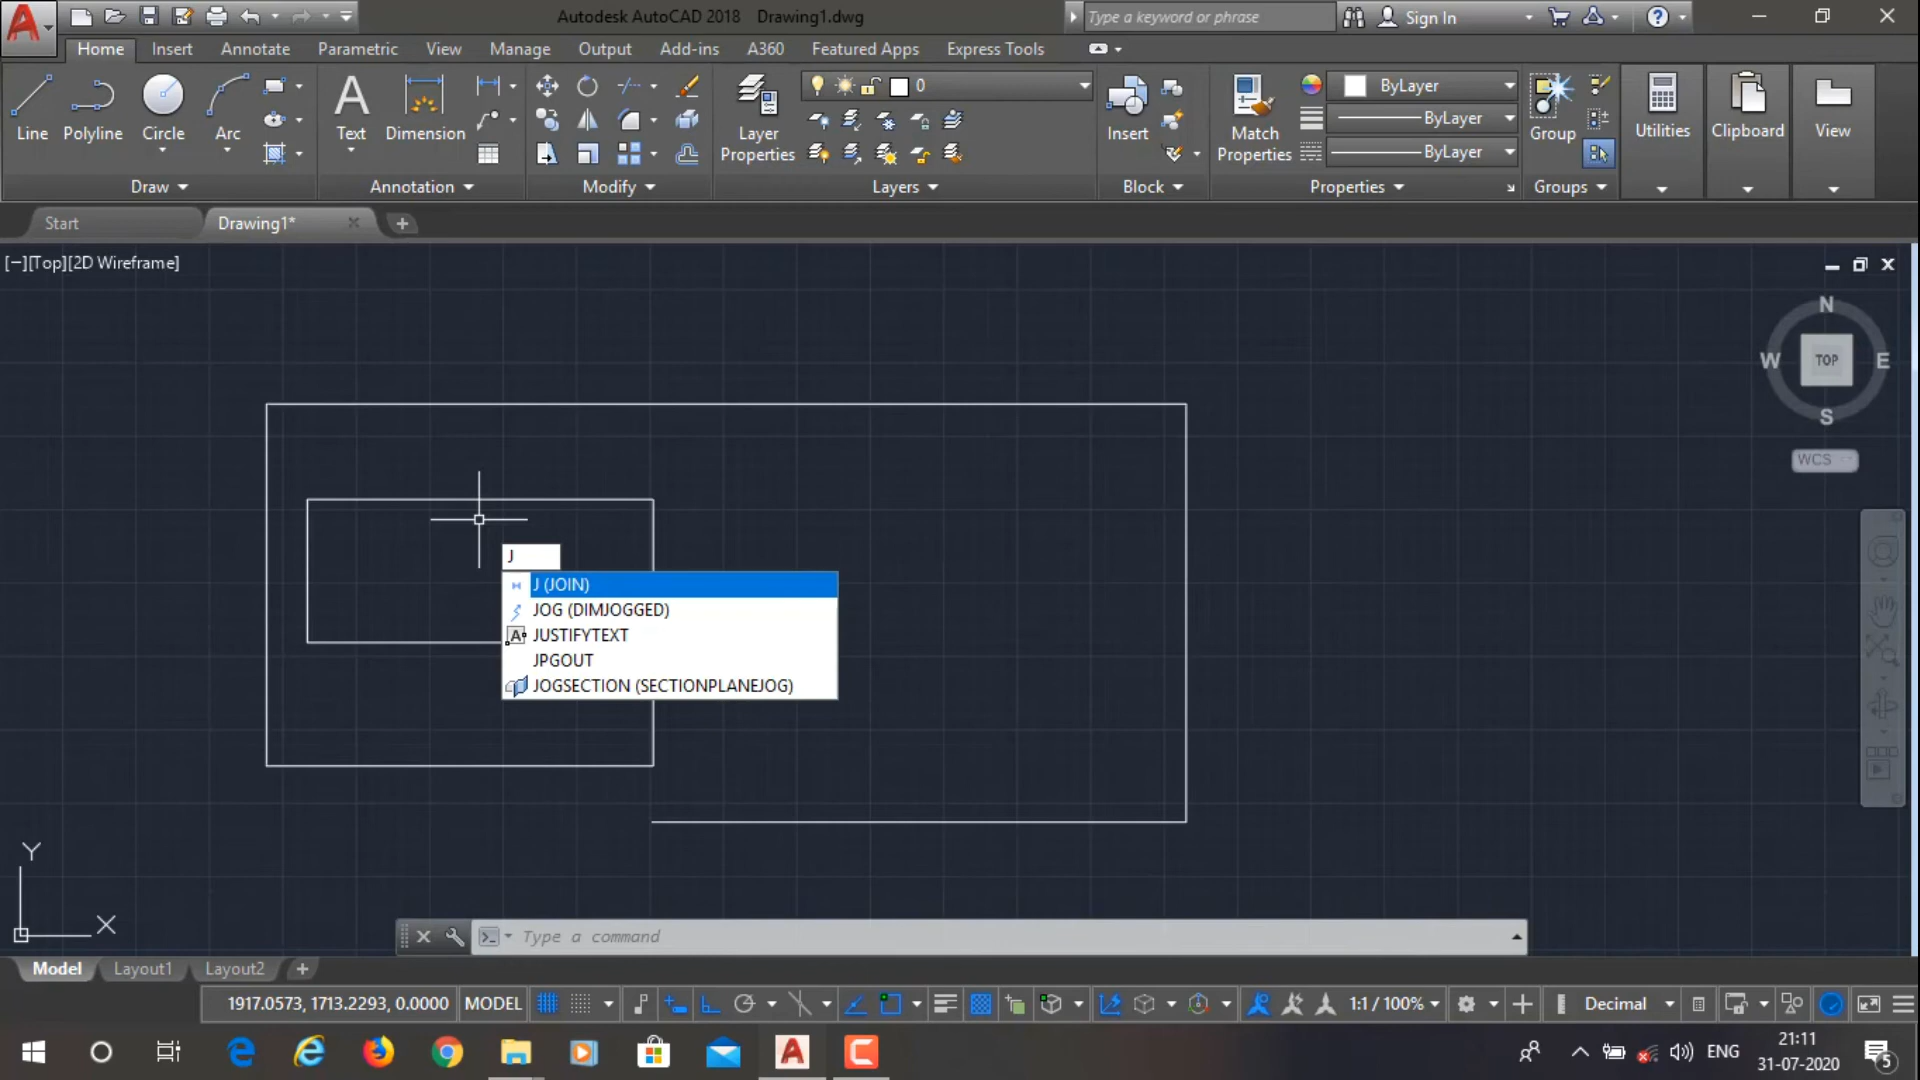 Autodesk AutoCAD 2018 Drawing1.dwg
Type a keyword or phrase
Sign In
Home Insert Annotate Parametric View Manage Output Add-ins A360 Featured Apps Express Tools
0
ByLayer
ByLayer
ByLayer
Line Polyline Circle Arc
Text Dimension
Layer
Properties
Insert
Match
Properties
Group
Utilities
Clipboard
View
Draw Annotation Modify Layers Block Properties Groups
Start
Drawing1*
[−][Top][2D Wireframe]
N
W TOP E
S
WCS
J
J (JOIN)
JOG (DIMJOGGED)
JUSTIFYTEXT
JPGOUT
JOGSECTION (SECTIONPLANEJOG)
Y
X
Type a command
Model Layout1 Layout2
1917.0573, 1713.2293, 0.0000 MODEL 1:1 / 100% Decimal
ENG
21:11
31-07-2020
5